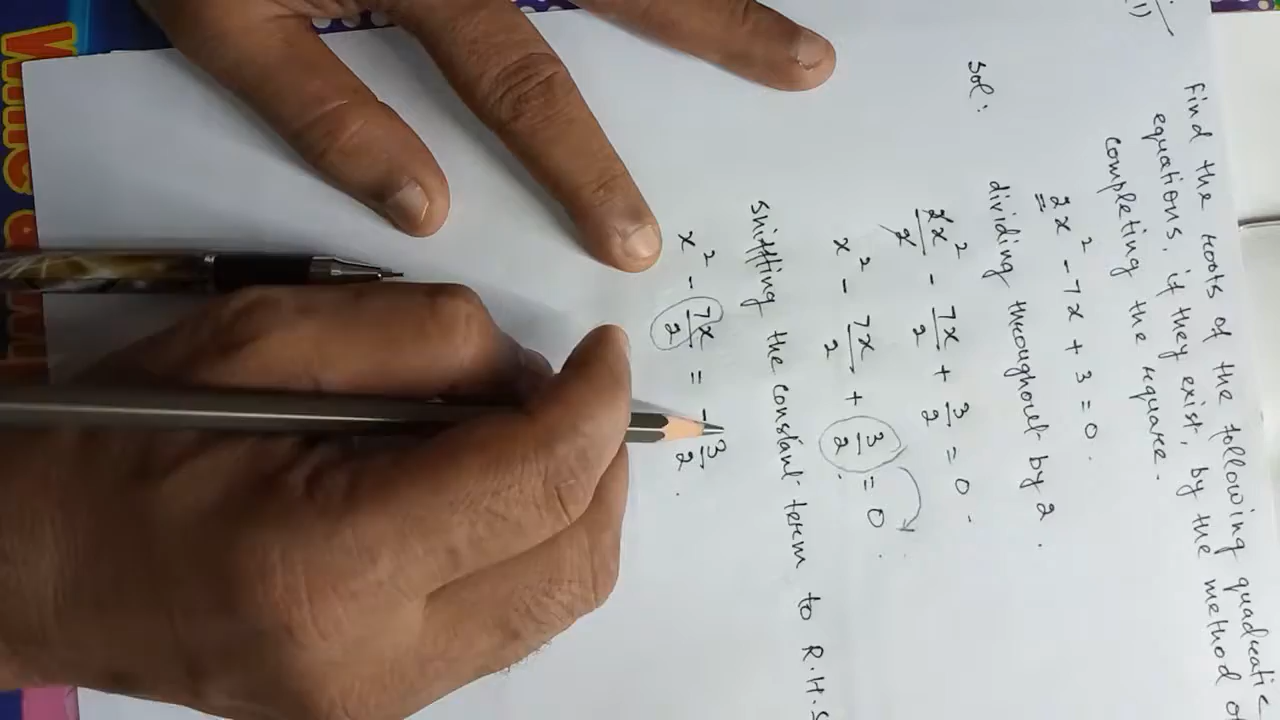 1)
Find the roots of the following quadratic
equations, if they exist, by the method of
completing the square.
2x² - 7x + 3 = 0.
Sol:
dividing throughout by 2.
2x²/2 - 7x/2 + 3/2 = 0.
x² - 7x/2 + 3/2 = 0.
shiffting the constant term to R.H.S
x² - 7x/2 = -3/2.